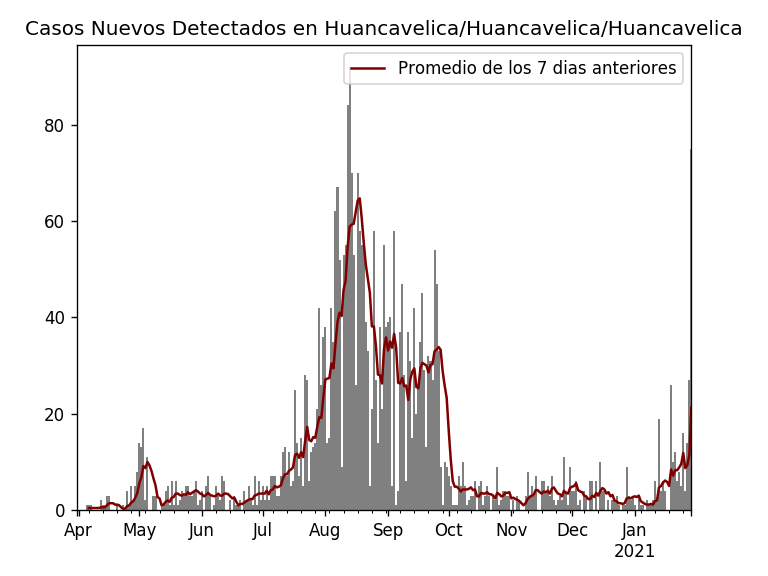 Casos Nuevos Detectados en Huancavelica/Huancavelica/Huancavelica
Promedio de los 7 dias anteriores
80
60
40
20
0
Apr May Jun Jul Aug Sep Oct Nov Dec Jan
2021